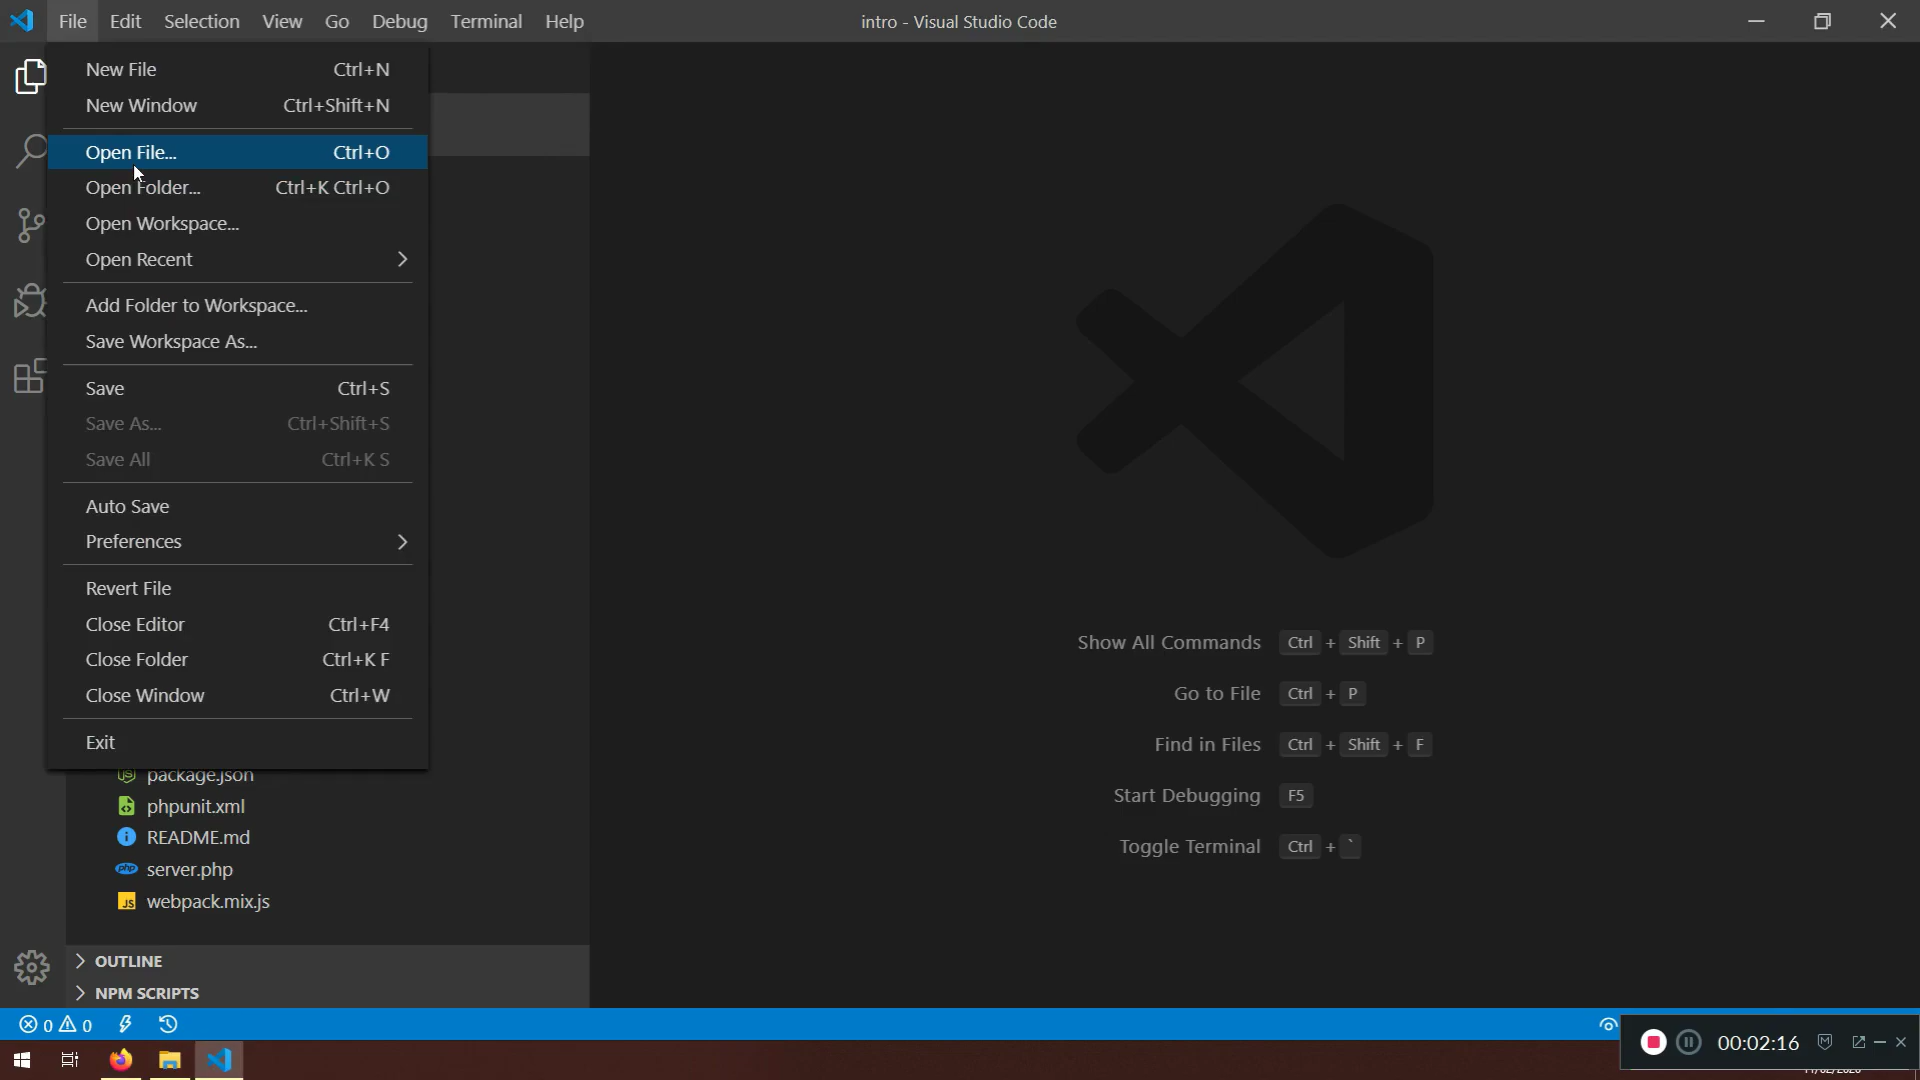 File Edit Selection View Go Debug Terminal Help
intro - Visual Studio Code
New File Ctrl+N
New Window Ctrl+Shift+N
Open File... Ctrl+O
Open Folder... Ctrl+K Ctrl+O
Open Workspace...
Open Recent
Add Folder to Workspace...
Save Workspace As...
Save Ctrl+S
Save As... Ctrl+Shift+S
Save All Ctrl+K S
Auto Save
Preferences
Revert File
Close Editor Ctrl+F4
Close Folder Ctrl+K F
Close Window Ctrl+W
Exit
package.json
phpunit.xml
README.md
php server.php
JS webpack.mix.js
OUTLINE
NPM SCRIPTS
Show All Commands Ctrl + Shift + P
Go to File Ctrl + P
Find in Files Ctrl + Shift + F
Start Debugging F5
Toggle Terminal Ctrl + `
0 0
00:02:16